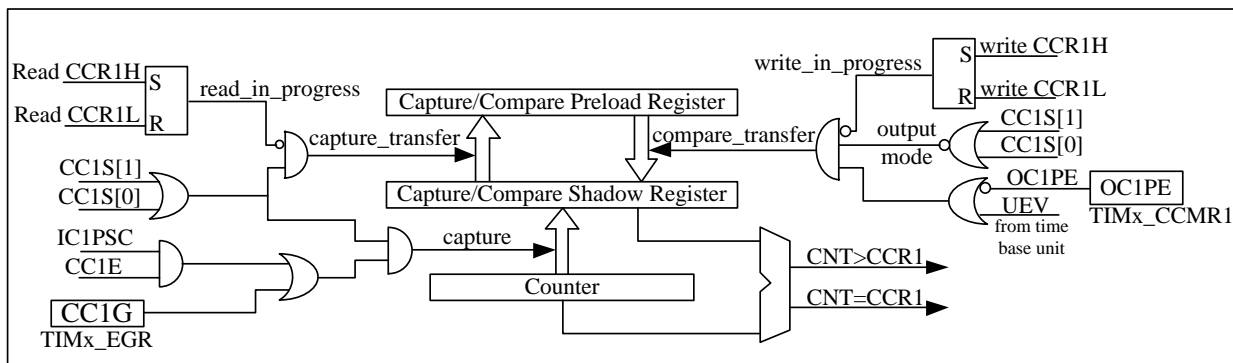 Read CCR1H
S
Read CCR1L
R
read_in_progress
capture_transfer
CC1S[1]
CC1S[0]
IC1PSC
CC1E
CC1G
TIMx_EGR
capture
Capture/Compare Preload Register
Capture/Compare Shadow Register
Counter
compare_transfer
write_in_progress
S
write CCR1H
R
write CCR1L
output
mode
CC1S[1]
CC1S[0]
OC1PE
OC1PE
TIMx_CCMR1
UEV
from time
base unit
CNT>CCR1
CNT=CCR1